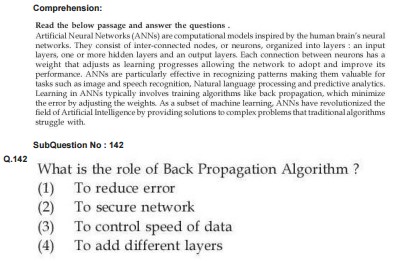 Comprehension:
Read the below passage and answer the questions .
Artificial Neural Networks (ANNs) are computational models inspired by the human brain's neural
networks. They consist of inter-connected nodes, or neurons, organized into layers : an input
layers, one or more hidden layers and an output layers. Each connection between neurons has a
weight that adjusts as learning progresses allowing the network to adopt and improve its
performance. ANNs are particularly effective in recognizing patterns making them valuable for
tasks such as image and speech recognition, Natural language processing and predictive analytics.
Learning in ANNs typically involves training algorithms like back propagation, which minimize
the error by adjusting the weights. As a subset of machine learning, ANNs have revolutionized the
field of Artificial Intelligence by providing solutions to complex problems that traditional algorithms
struggle with.
SubQuestion No : 142
Q.142
What is the role of Back Propagation Algorithm ?
(1) To reduce error
(2) To secure network
(3) To control speed of data
(4) To add different layers